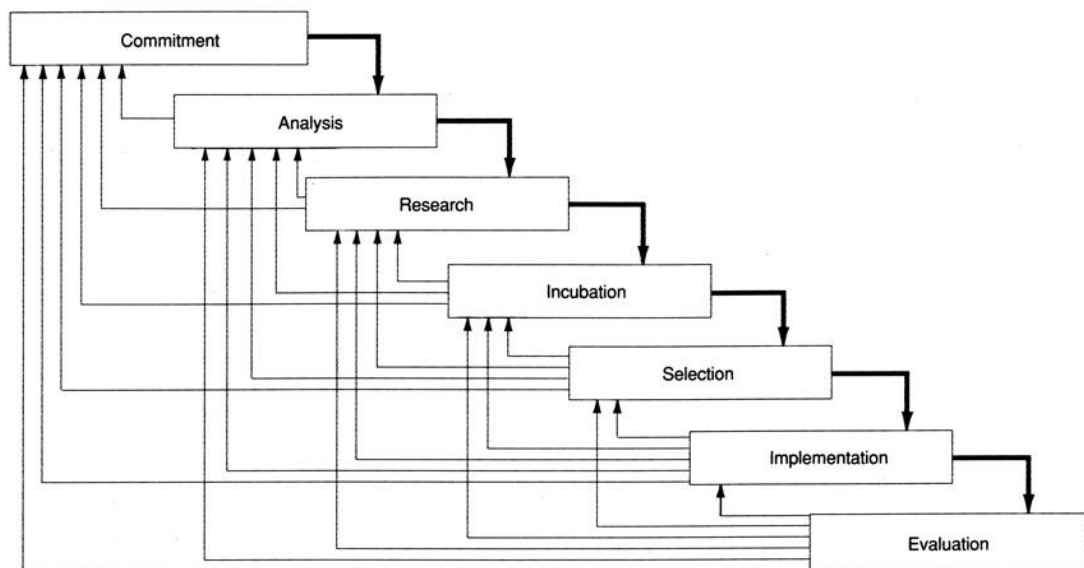 Commitment
Analysis
Research
Incubation
Selection
Implementation
Evaluation